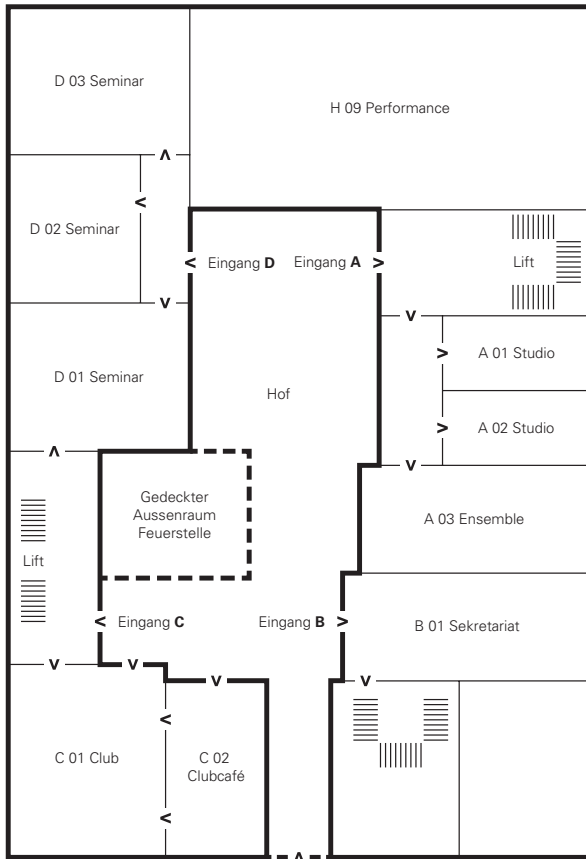 D 03 Seminar
H 09 Performance
D 02 Seminar
Eingang D
Eingang A
Lift
D 01 Seminar
A 01 Studio
Hof
A 02 Studio
Gedeckter
Aussenraum
Feuerstelle
A 03 Ensemble
Lift
Eingang C
Eingang B
B 01 Sekretariat
C 01 Club
C 02
Clubcafé